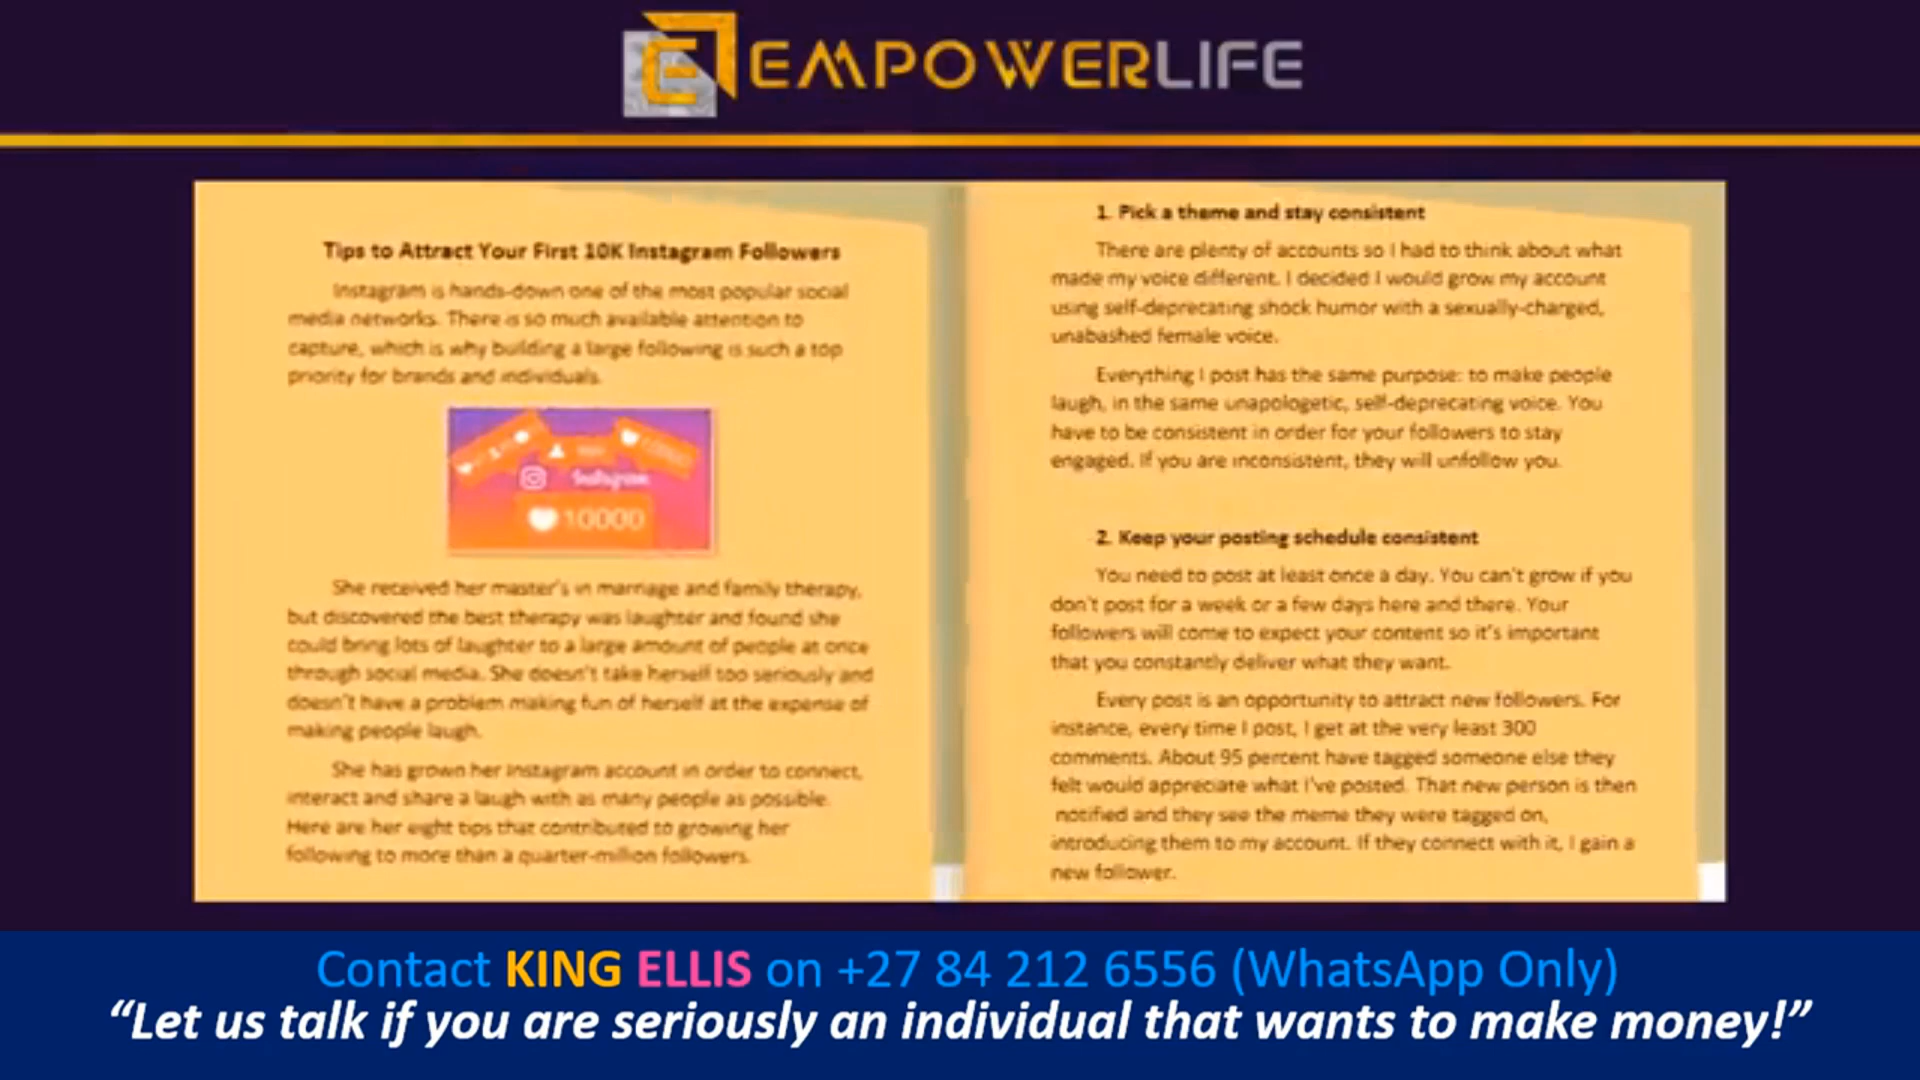 EMPOWERLIFE
Tips to Attract Your First 10K Instagram Followers
Instagram is hands-down one of the most popular social
media networks. There is so much available attention to
capture, which is why building a large following is such a top
priority for brands and individuals.
Instagram
10000
She received her master's in marriage and family therapy,
but discovered the best therapy was laughter and found she
could bring lots of laughter to a large amount of people at once
through social media. She doesn't take herself too seriously and
doesn't have a problem making fun of herself at the expense of
making people laugh.
She has grown her Instagram account in order to connect,
interact and share a laugh with as many people as possible.
Here are her eight tips that contributed to growing her
following to more than a quarter-million followers.
1. Pick a theme and stay consistent
There are plenty of accounts so I had to think about what
made my voice different. I decided I would grow my account
using self-deprecating shock humor with a sexually-charged,
unabashed female voice.
Everything I post has the same purpose: to make people
laugh, in the same unapologetic, self-deprecating voice. You
have to be consistent in order for your followers to stay
engaged. If you are inconsistent, they will unfollow you.
2. Keep your posting schedule consistent
You need to post at least once a day. You can't grow if you
don't post for a week or a few days here and there. Your
followers will come to expect your content so it's important
that you constantly deliver what they want.
Every post is an opportunity to attract new followers. For
instance, every time I post, I get at the very least 300
comments. About 95 percent have tagged someone else they
felt would appreciate what I've posted. That new person is then
notified and they see the meme they were tagged on,
introducing them to my account. If they connect with it, I gain a
new follower.
Contact KING ELLIS on +27 84 212 6556 (WhatsApp Only)
“Let us talk if you are seriously an individual that wants to make money!”